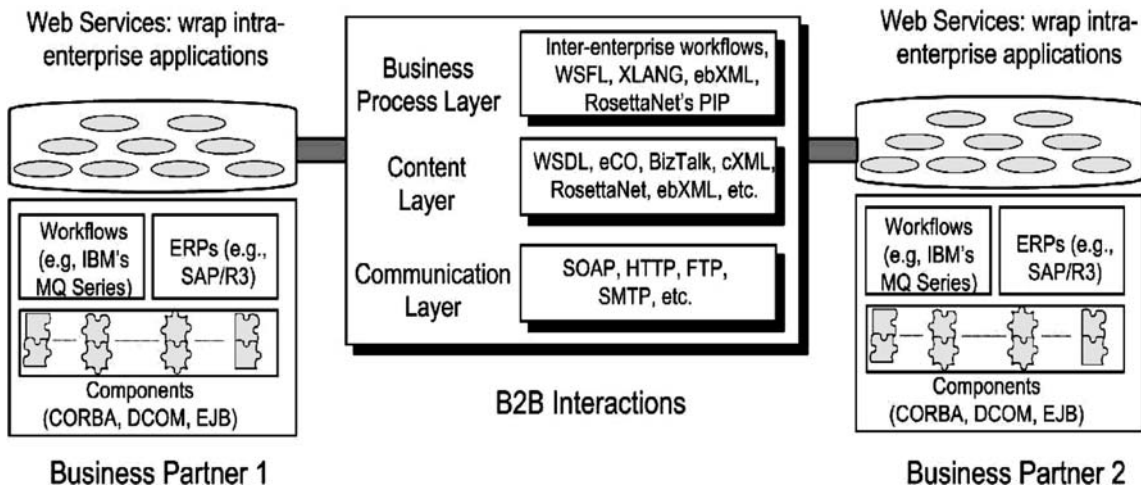 Web Services: wrap intra-
enterprise applications
Workflows
(e.g, IBM's
MQ Series)
ERPs (e.g.,
SAP/R3)
Components
(CORBA, DCOM, EJB)
Business Partner 1
Business
Process Layer
Inter-enterprise workflows,
WSFL, XLANG, ebXML,
RosettaNet's PIP
Content
Layer
WSDL, eCO, BizTalk, cXML,
RosettaNet, ebXML, etc.
Communication
Layer
SOAP, HTTP, FTP,
SMTP, etc.
B2B Interactions
Web Services: wrap intra-
enterprise applications
Workflows
(e.g, IBM's
MQ Series)
ERPs (e.g.,
SAP/R3)
Components
(CORBA, DCOM, EJB)
Business Partner 2